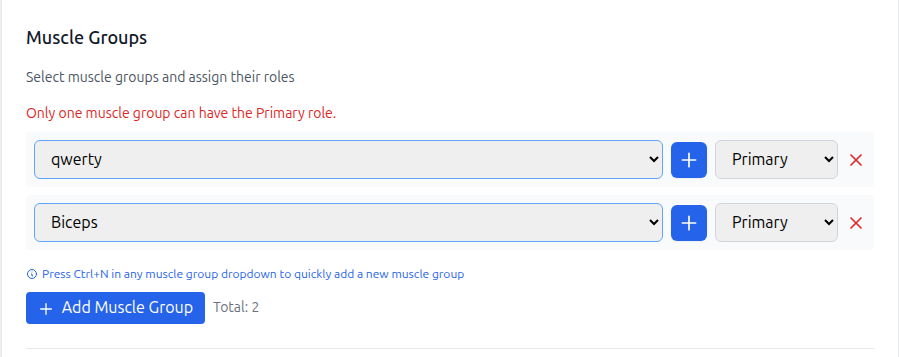 Muscle Groups
Select muscle groups and assign their roles
Only one muscle group can have the Primary role.
qwerty Primary
Biceps Primary
Press Ctrl+N in any muscle group dropdown to quickly add a new muscle group
Add Muscle Group Total: 2